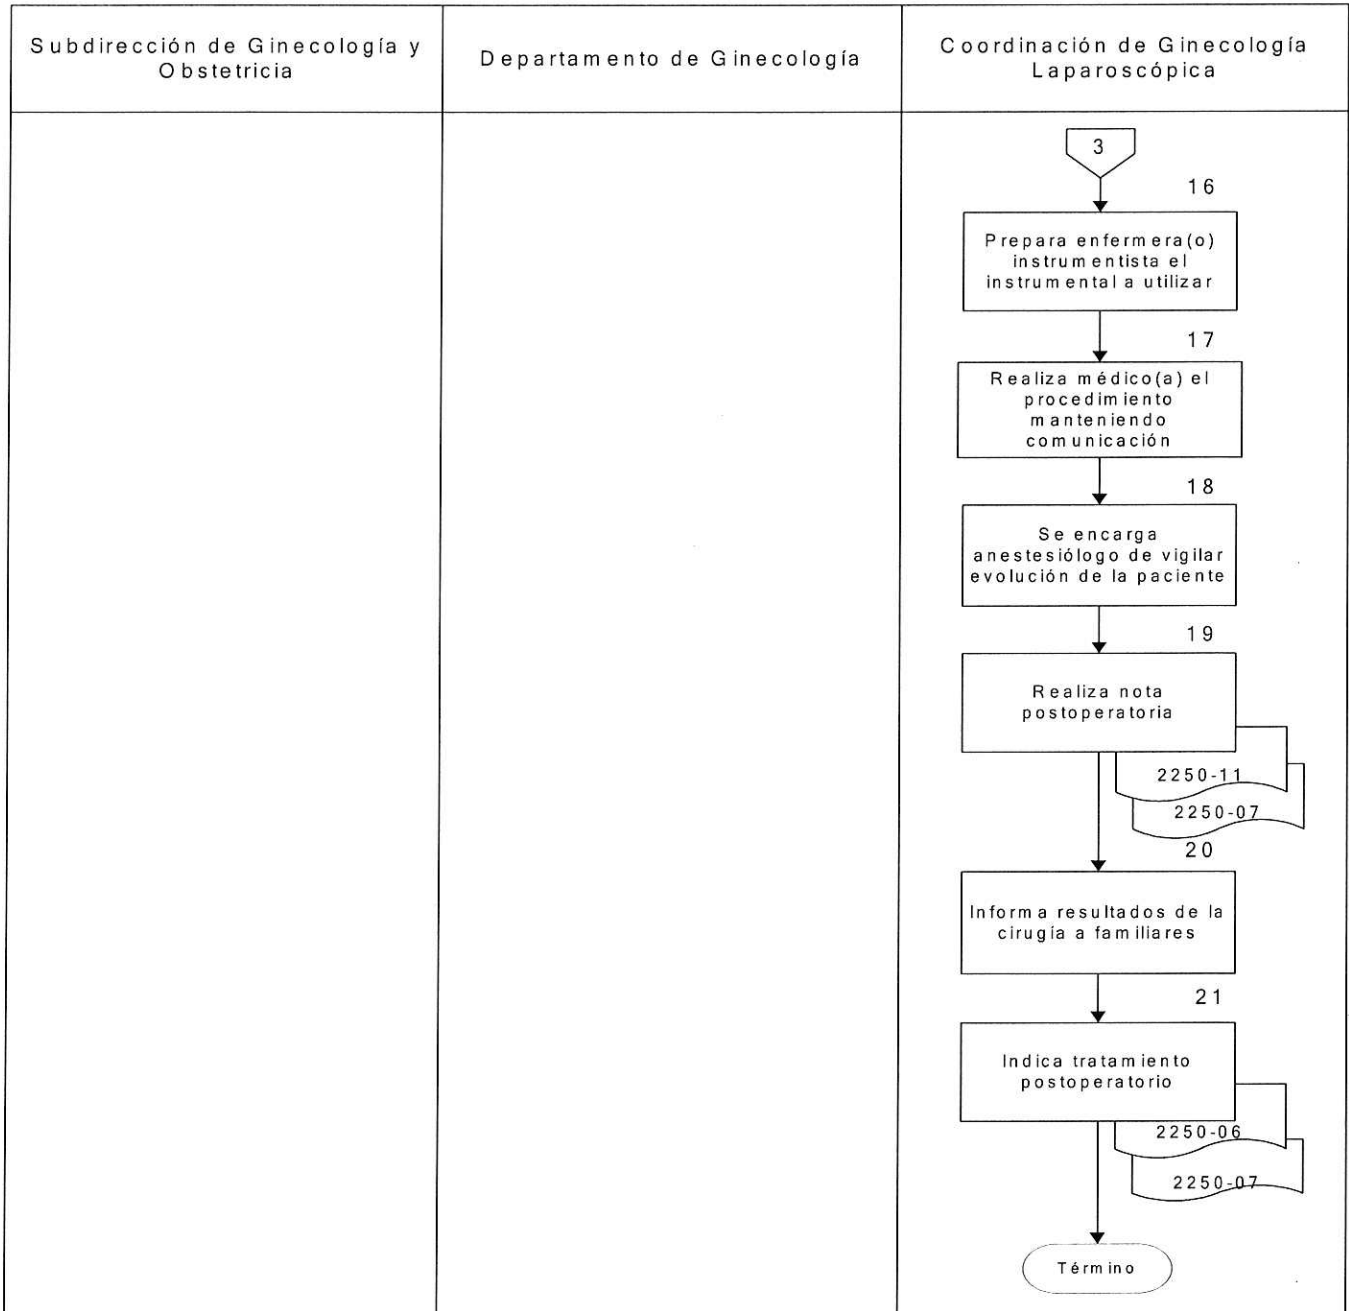 Subdirección de Ginecología y
Obstetricia
Departamento de Ginecología
Coordinación de Ginecología
Laparoscópica
3
16
Prepara enfermera(o)
instrumentista el
instrumental a utilizar
17
Realiza médico(a) el
procedimiento
manteniendo
comunicación
18
Se encarga
anestesiólogo de vigilar
evolución de la paciente
19
Realiza nota
postoperatoria
2250-11
2250-07
20
Informa resultados de la
cirugía a familiares
21
Indica tratamiento
postoperatorio
2250-06
2250-07
Término